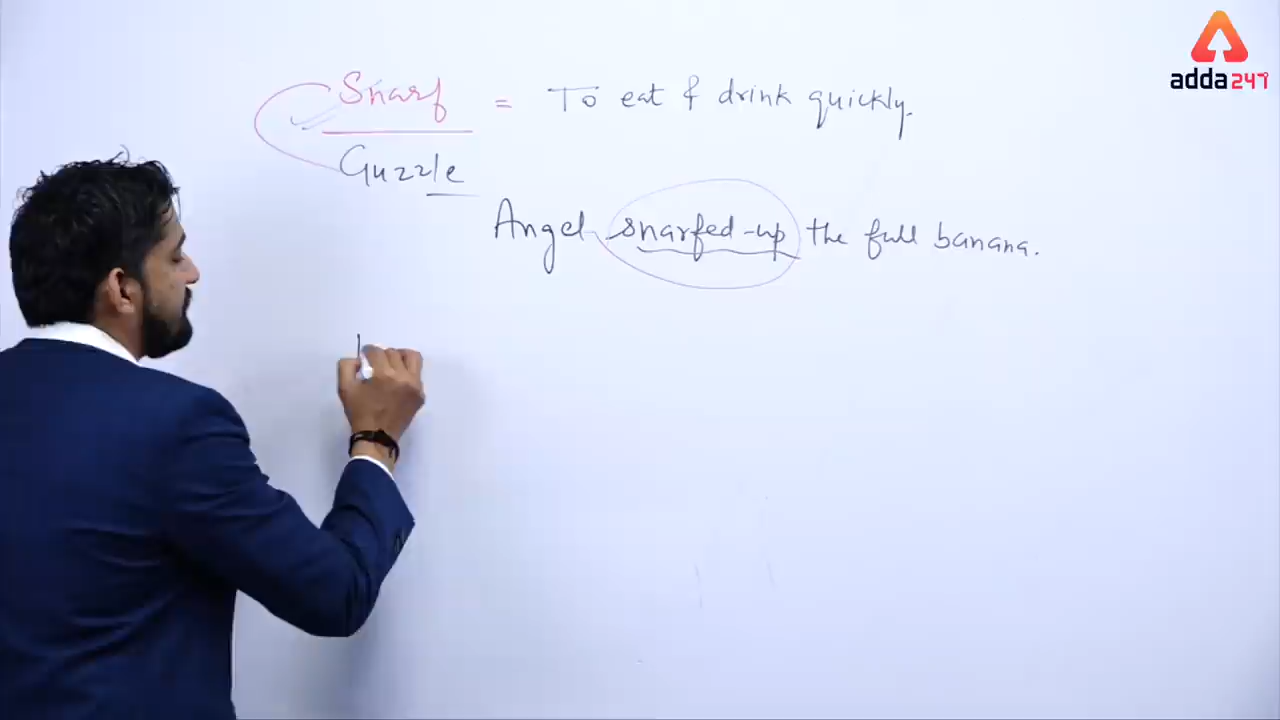 Snarf = To eat & drink quickly.
Guzzle
Angel snarfed-up the full banana.
adda247